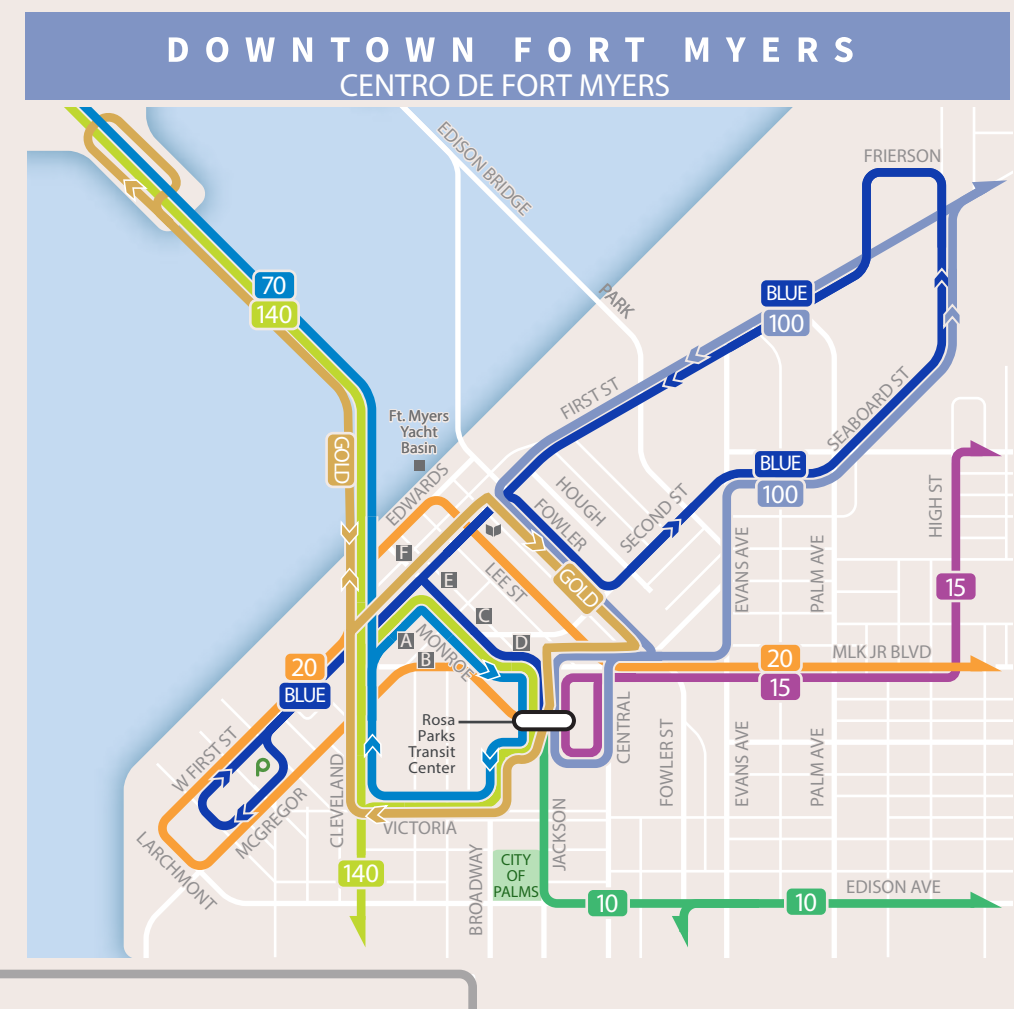 DOWNTOWN FORT MYERS
CENTRO DE FORT MYERS
EDISON BRIDGE
FRIERSON
70
140
BLUE
100
PARK
FIRST ST
SEABOARD ST
Ft. Myers
Yacht
Basin
GOLD
EDWARDS
HOUGH
FOWLER
SECOND ST
BLUE
100
HIGH ST
EVANS AVE
PALM AVE
F
E
LEE ST
GOLD
15
C
A
MONROE
B
D
20
BLUE
20
15
MLK JR BLVD
Rosa
Parks
Transit
Center
CENTRAL
FOWLER ST
EVANS AVE
PALM AVE
W FIRST ST
P
MCGREGOR
CLEVELAND
VICTORIA
LARCHMONT
140
BROADWAY
CITY
OF
PALMS
JACKSON
10
10
EDISON AVE